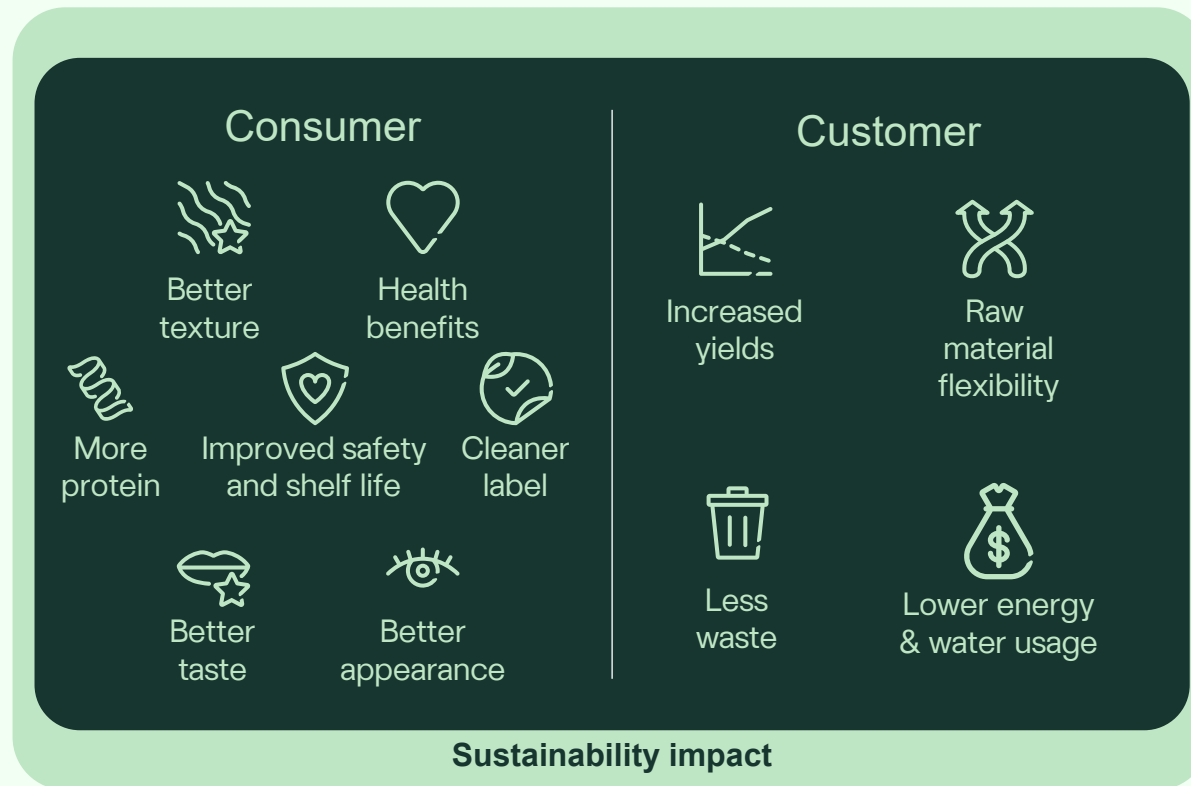 Consumer
Better
texture
Health
benefits
More
protein
Improved safety
and shelf life
Cleaner
label
Better
taste
Better
appearance
Customer
Increased
yields
Raw
material
flexibility
Less
waste
$
Lower energy
& water usage
Sustainability impact